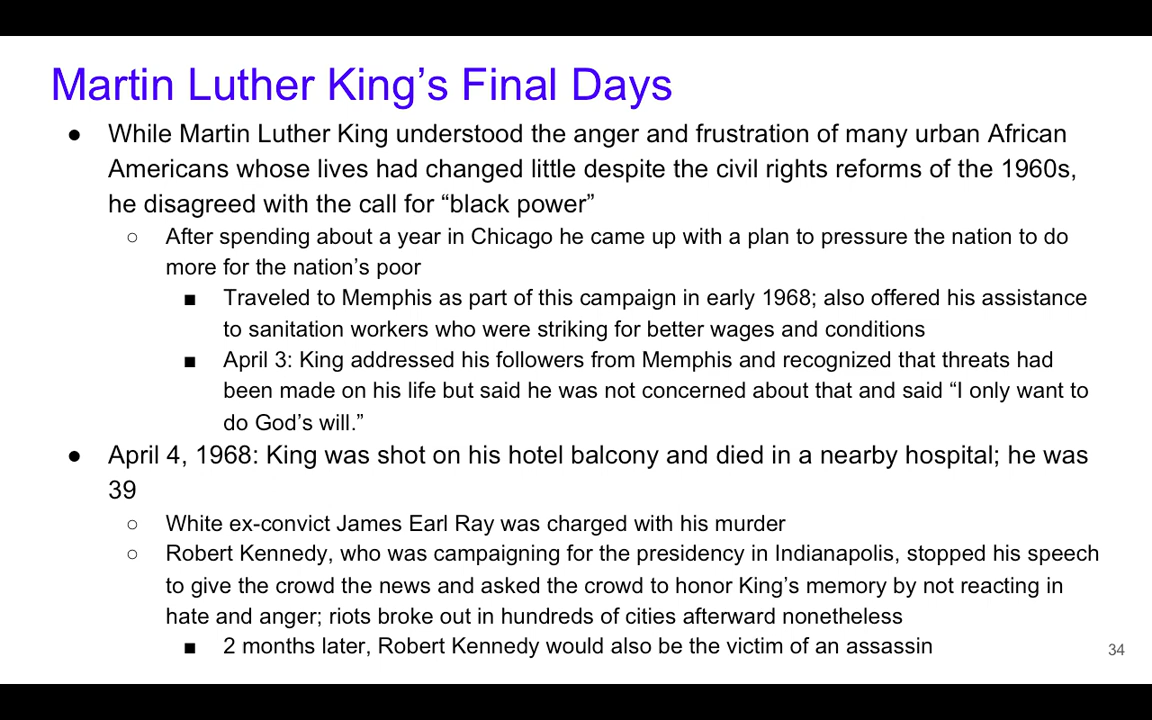 Martin Luther King’s Final Days
● While Martin Luther King understood the anger and frustration of many urban African
Americans whose lives had changed little despite the civil rights reforms of the 1960s,
he disagreed with the call for “black power”
○ After spending about a year in Chicago he came up with a plan to pressure the nation to do
more for the nation’s poor
■ Traveled to Memphis as part of this campaign in early 1968; also offered his assistance
to sanitation workers who were striking for better wages and conditions
■ April 3: King addressed his followers from Memphis and recognized that threats had
been made on his life but said he was not concerned about that and said “I only want to
do God’s will.”
● April 4, 1968: King was shot on his hotel balcony and died in a nearby hospital; he was
39
○ White ex-convict James Earl Ray was charged with his murder
○ Robert Kennedy, who was campaigning for the presidency in Indianapolis, stopped his speech
to give the crowd the news and asked the crowd to honor King’s memory by not reacting in
hate and anger; riots broke out in hundreds of cities afterward nonetheless
■ 2 months later, Robert Kennedy would also be the victim of an assassin
34